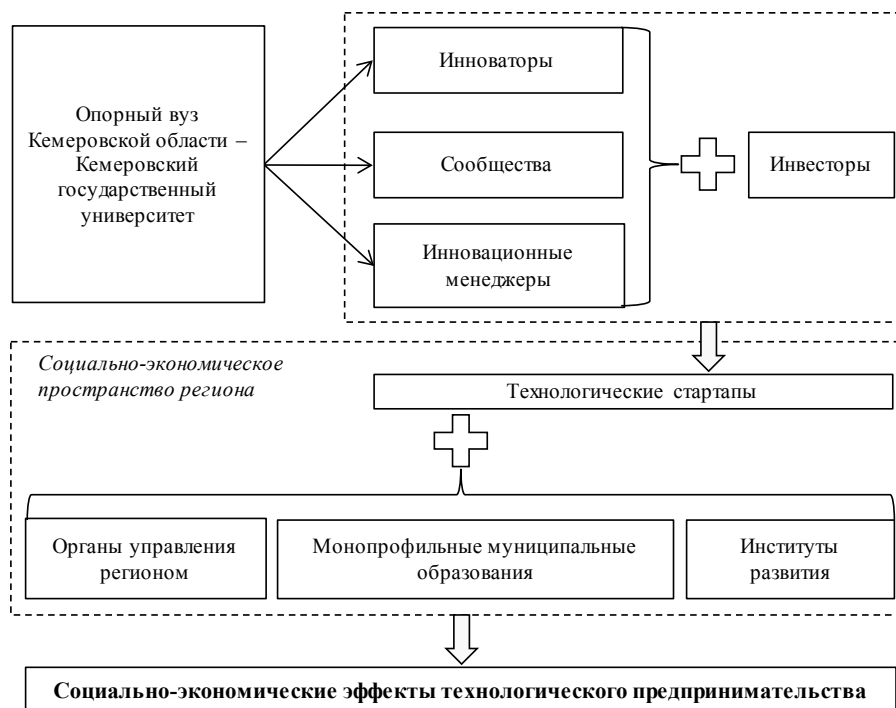 Опорный вуз
Кемеровской области –
Кемеровский
государственный
университет
Инноваторы
Сообщества
Инновационные
менеджеры
Инвесторы
Социально-экономическое
пространство региона
Технологические стартапы
Органы управления
регионом
Монопрофильные муниципальные
образования
Институты
развития
Социально-экономические эффекты технологического предпринимательства